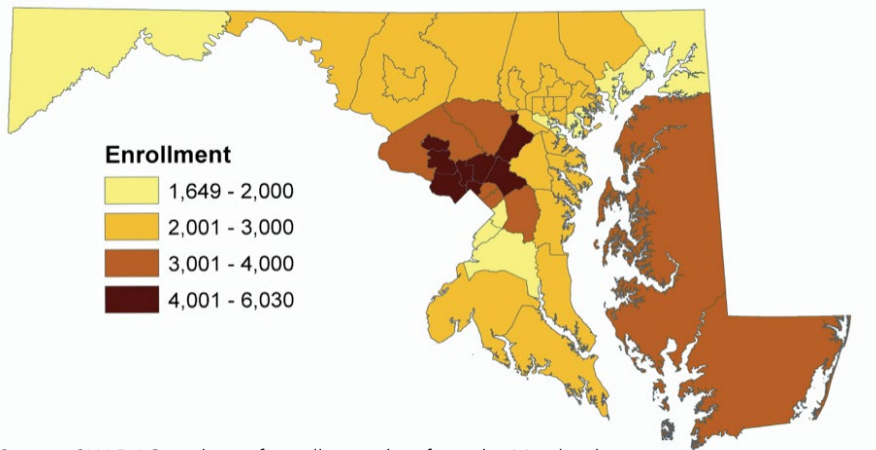 Enrollment
1,649 - 2,000
2,001 - 3,000
3,001 - 4,000
4,001 - 6,030